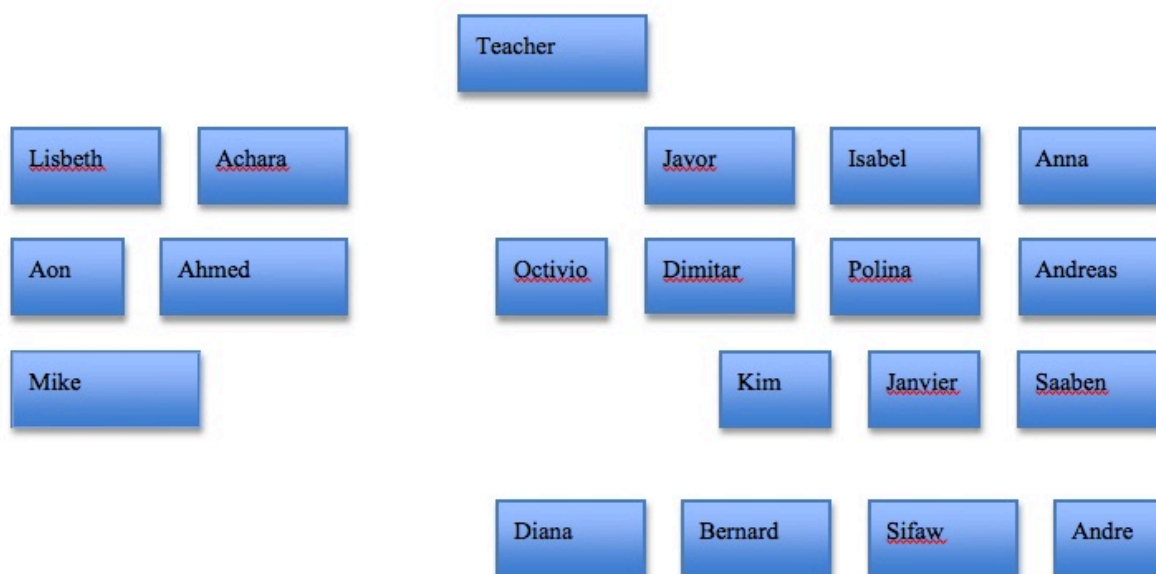 Teacher
Lisbeth Achara Javor Isabel Anna
Aon Ahmed Octivio Dimitar Polina Andreas
Mike Kim Janvier Saaben
Diana Bernard Sifaw Andre